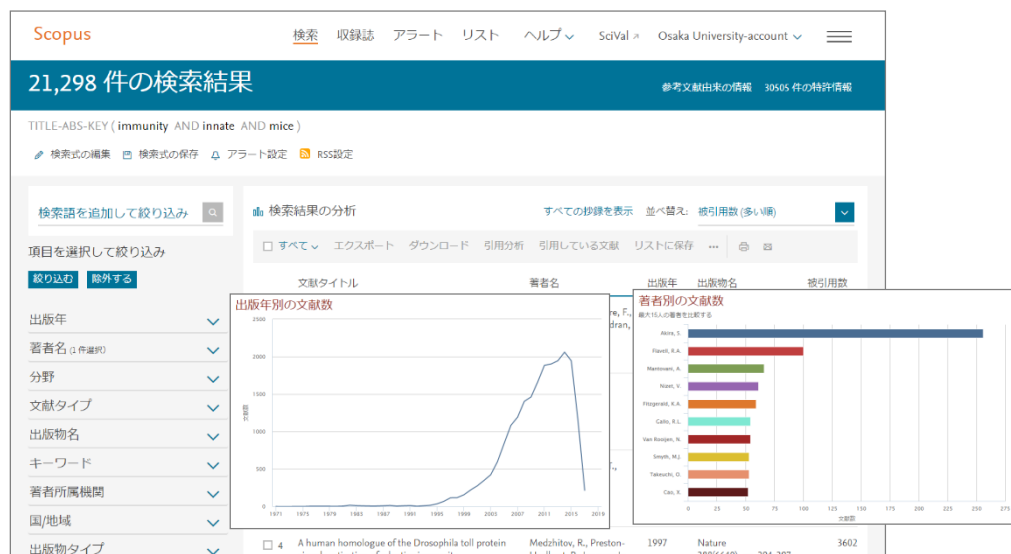 Scopus
検索 収録誌 アラート リスト ヘルプ SciVal Osaka University-account
21,298 件の検索結果
参考文献由来の情報 30505 件の特許情報
TITLE-ABS-KEY ( immunity AND innate AND mice )
検索式の編集 検索式の保存 アラート設定 RSS設定
検索語を追加して絞り込み
項目を選択して絞り込み
絞り込む 除外する
出版年
著者名 (1 件選択)
分野
文献タイプ
出版物名
キーワード
著者所属機関
国/地域
出版物タイプ
検索結果の分析
すべての抄録を表示 並べ替え: 被引用数 (多い順)
すべて エクスポート ダウンロード 引用分析 引用している文献 リストに保存 ...
文献タイトル 著者名 出版年 出版物名 被引用数
re, F.,
dran,
出版年別の文献数
2500
2000
1500
1000
500
0
文献数
1971 1975 1979 1983 1987 1991 1995 1999 2003 2007 2011 2015 2019
著者別の文献数
最大15人の著者を比較する
Akira, S.
Flavell, R.A.
Mantovani, A.
Nizet, V.
Fitzgerald, K.A.
Gallo, R.L.
Van Rooijen, N.
Smyth, M.J.
Takeuchi, O.
Cao, X.
0 25 50 75 100 125 150 175 200 225 250 275
文献数
4 A human homologue of the Drosophila toll protein Medzhitov, R., Preston- 1997 Nature 3602